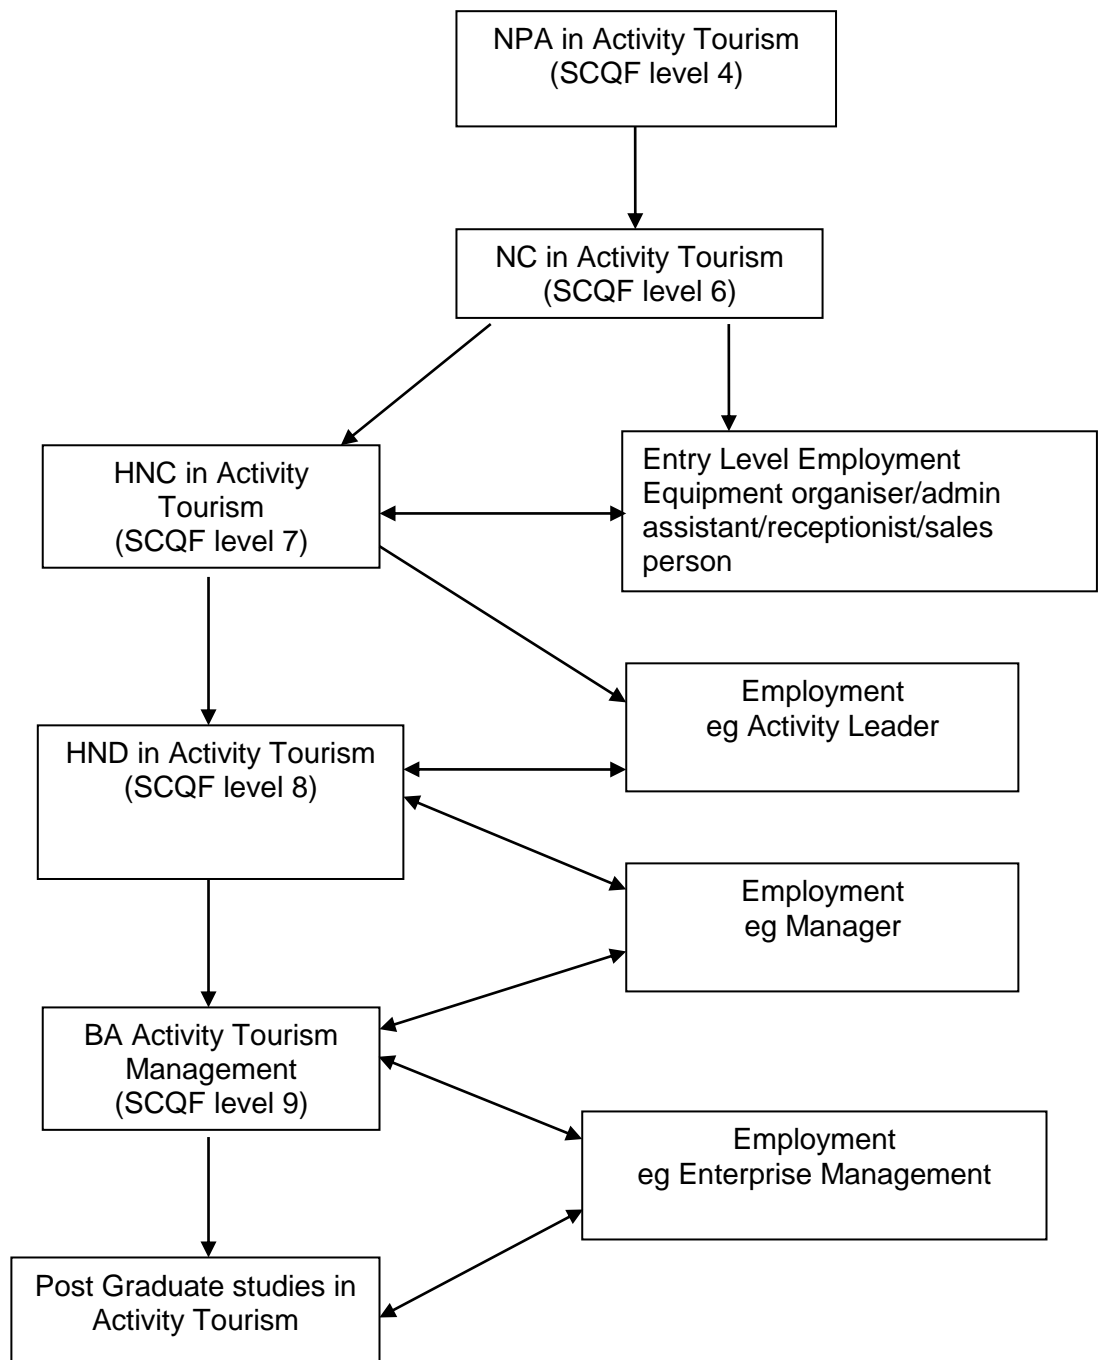 NPA in Activity Tourism
(SCQF level 4)
NC in Activity Tourism
(SCQF level 6)
HNC in Activity
Tourism
(SCQF level 7)
Entry Level Employment
Equipment organiser/admin
assistant/receptionist/sales
person
Employment
eg Activity Leader
HND in Activity Tourism
(SCQF level 8)
Employment
eg Manager
BA Activity Tourism
Management
(SCQF level 9)
Employment
eg Enterprise Management
Post Graduate studies in
Activity Tourism